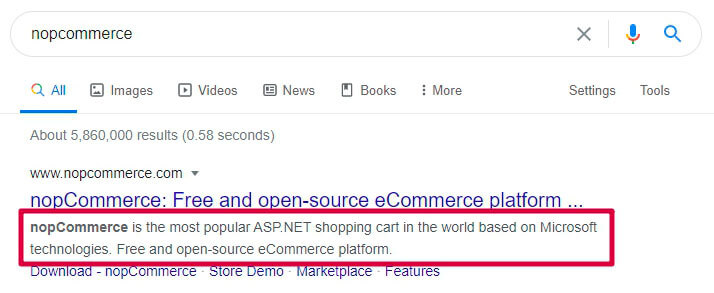 nopcommerce
All Images Videos News Books More Settings Tools
About 5,860,000 results (0.58 seconds)
www.nopcommerce.com
nopCommerce: Free and open-source eCommerce platform ...
nopCommerce is the most popular ASP.NET shopping cart in the world based on Microsoft
technologies. Free and open-source eCommerce platform.
Download - nopCommerce · Store Demo · Marketplace · Features